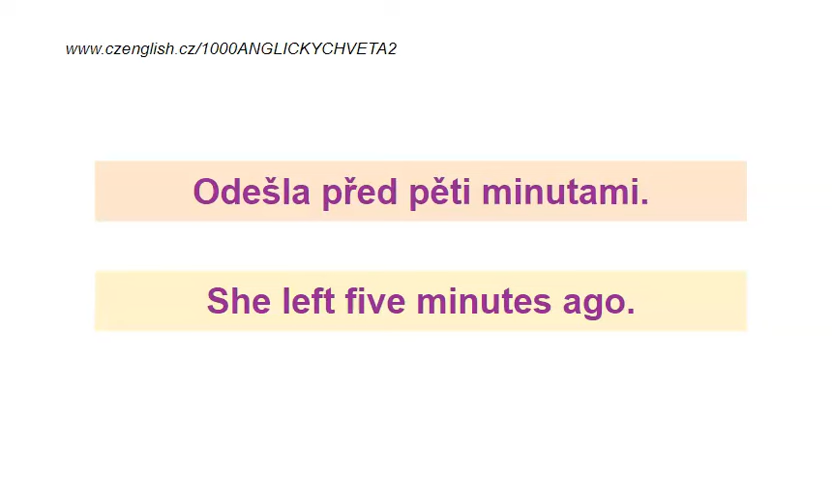 www.czenglish.cz/1000ANGLICKYCHVETA2
Odešla před pěti minutami.
She left five minutes ago.